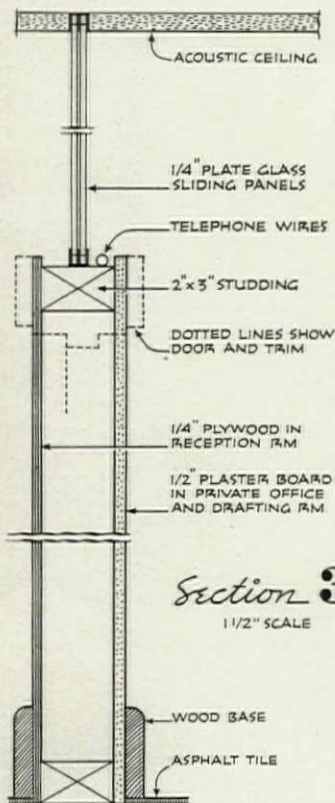 ACOUSTIC CEILING
1/4" PLATE GLASS
SLIDING PANELS
TELEPHONE WIRES
2" x 3" STUDDING
DOTTED LINES SHOW
DOOR AND TRIM
1/4" PLYWOOD IN
RECEPTION RM
1/2" PLASTER BOARD
IN PRIVATE OFFICE
AND DRAFTING RM
Section 3
1 1/2" SCALE
WOOD BASE
ASPHALT TILE